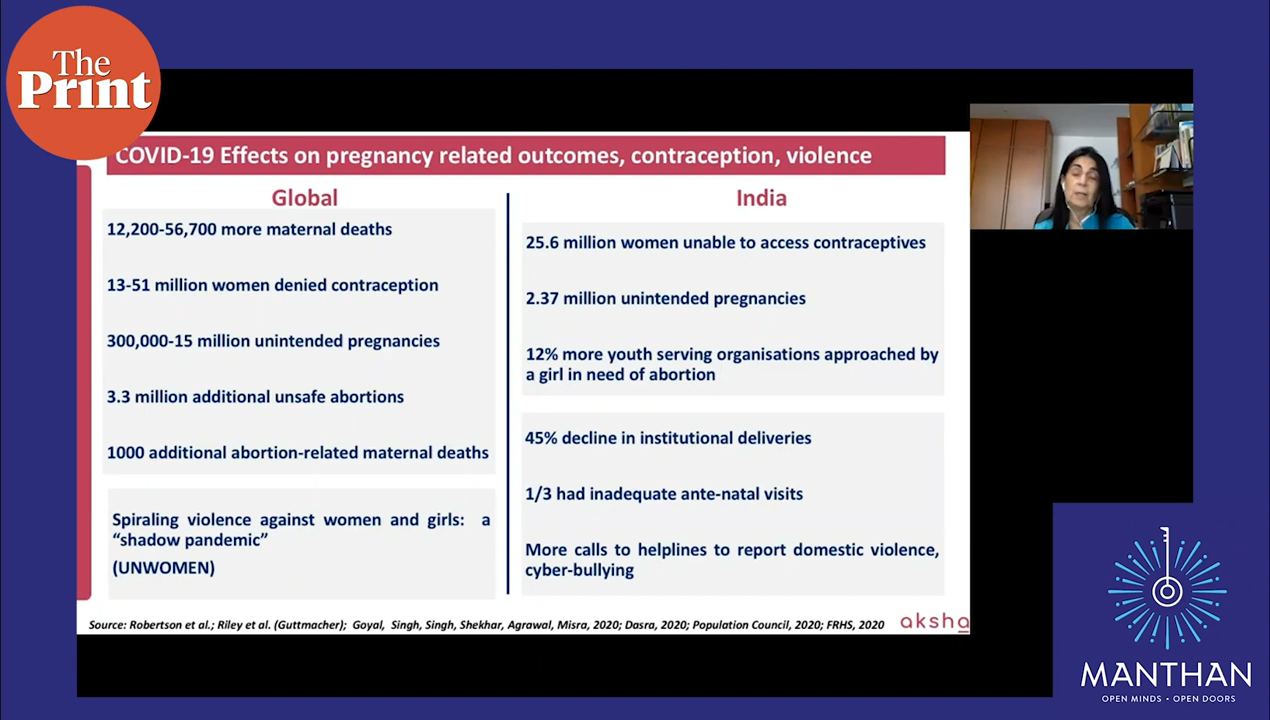 The
Print
COVID-19 Effects on pregnancy related outcomes, contraception, violence
Global
12,200-56,700 more maternal deaths
13-51 million women denied contraception
300,000-15 million unintended pregnancies
3.3 million additional unsafe abortions
1000 additional abortion-related maternal deaths
Spiraling violence against women and girls: a
“shadow pandemic”
(UNWOMEN)
India
25.6 million women unable to access contraceptives
2.37 million unintended pregnancies
12% more youth serving organisations approached by
a girl in need of abortion
45% decline in institutional deliveries
1/3 had inadequate ante-natal visits
More calls to helplines to report domestic violence,
cyber-bullying
Source: Robertson et al.; Riley et al. (Guttmacher); Goyal, Singh, Singh, Shekhar, Agrawal, Misra, 2020; Dasra, 2020; Population Council, 2020; FRHS, 2020
aksha
MANTHAN
OPEN MINDS • OPEN DOORS